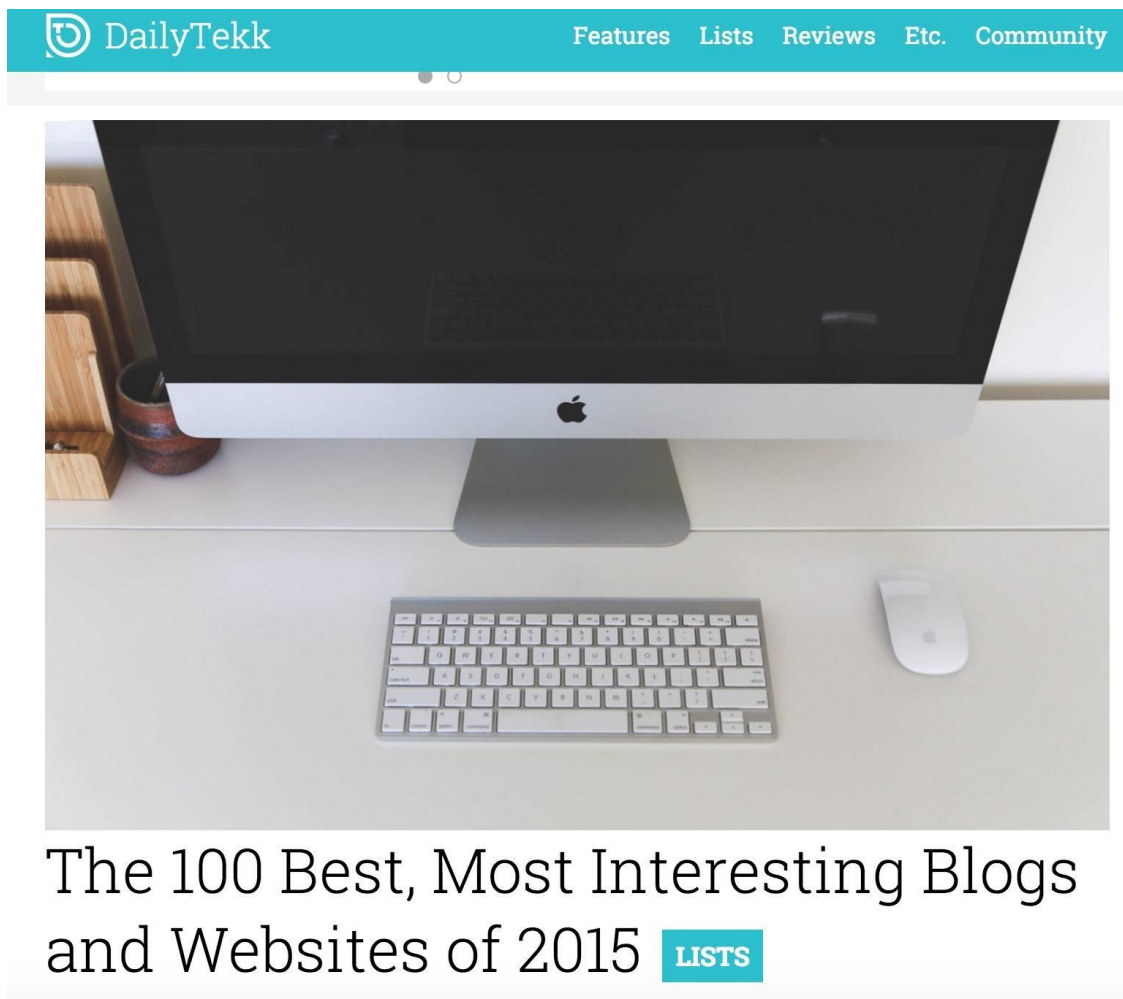 DailyTekk
Features Lists Reviews Etc. Community
The 100 Best, Most Interesting Blogs
and Websites of 2015 LISTS